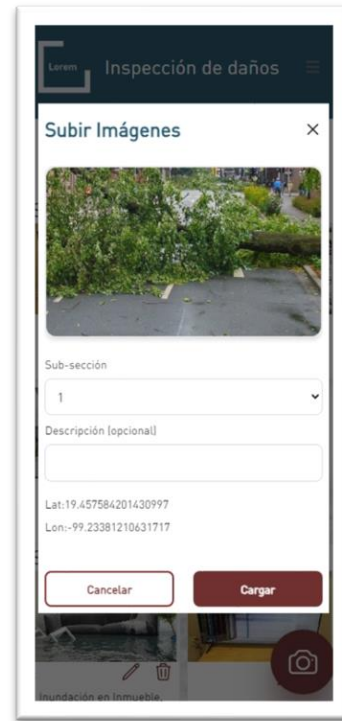 Lorem
Inspección de daños
Subir Imágenes
Sub-sección
1
Descripción (opcional)
Lat:19.457584201430997
Lon:-99.23381210631717
Cancelar
Cargar
Inundación en Inmueble,